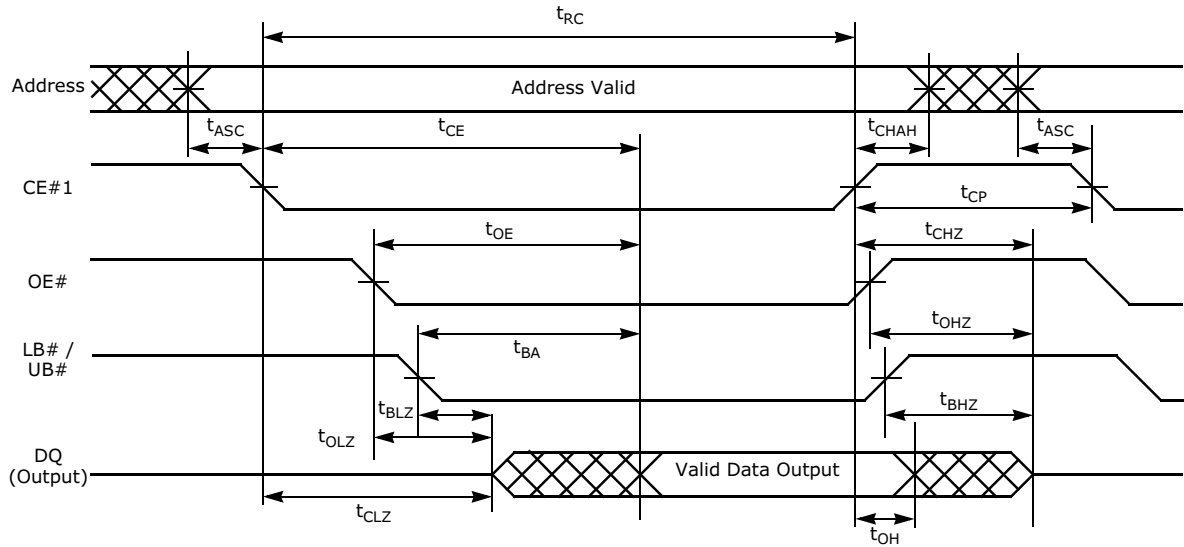 tRC
Address
Address Valid
tASC
tCE
tCHAH
tASC
CE#1
tCP
tOE
tCHZ
OE#
tOHZ
LB# /
UB#
tBA
tBLZ
tBHZ
tOLZ
DQ
(Output)
Valid Data Output
tCLZ
tOH